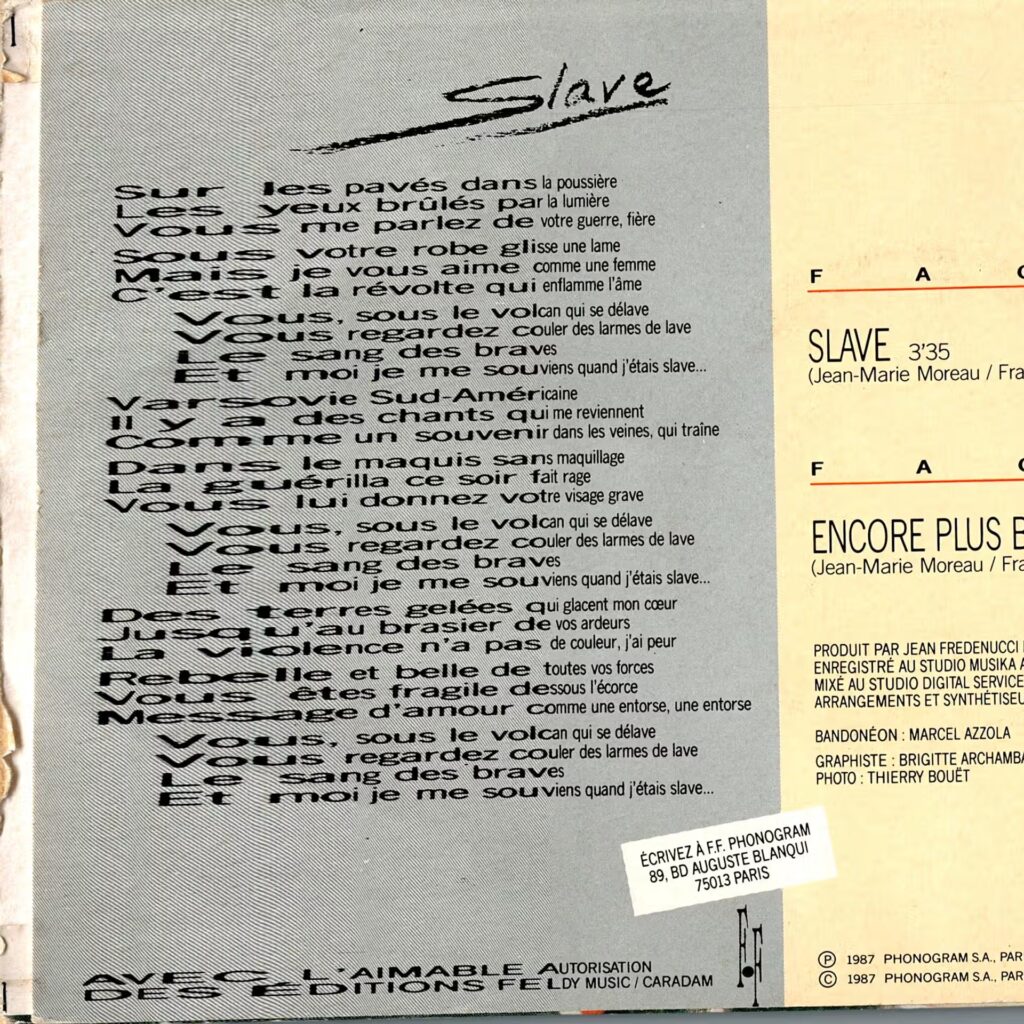 Slave
Sur les pavés dans la poussière
Les yeux brûlés par la lumière
Vous me parlez de votre guerre, fière
Sous votre robe glisse une lame
Mais je vous aime comme une femme
C'est la révolte qui enflamme l'âme
Vous, sous le volcan qui se délave
Vous regardez couler des larmes de lave
Le sang des braves
Et moi je me souviens quand j'étais slave...
Varsovie Sud-Américaine
Il y a des chants qui me reviennent
Comme un souvenir dans les veines, qui traîne
Dans le maquis sans maquillage
La guérilla ce soir fait rage
Vous lui donnez votre visage grave
Vous, sous le volcan qui se délave
Vous regardez couler des larmes de lave
Le sang des braves
Et moi je me souviens quand j'étais slave...
Des terres gelées qui glacent mon cœur
Jusqu'au brasier de vos ardeurs
La violence n'a pas de couleur, j'ai peur
Rebelle et belle de toutes vos forces
Vous êtes fragile dessous l'écorce
Message d'amour comme une entorse, une entorse
Vous, sous le volcan qui se délave
Vous regardez couler des larmes de lave
Le sang des braves
Et moi je me souviens quand j'étais slave...
ÉCRIVEZ À F.F. PHONOGRAM
89, BD AUGUSTE BLANQUI
75013 PARIS
FF
AVEC L'AIMABLE AUTORISATION
DES ÉDITIONS FELDY MUSIC / CARADAM
F A C
SLAVE 3'35
(Jean-Marie Moreau / Fra
F A C
ENCORE PLUS B
(Jean-Marie Moreau / Fra
PRODUIT PAR JEAN FREDENUCCI
ENREGISTRÉ AU STUDIO MUSIKA A
MIXÉ AU STUDIO DIGITAL SERVICE
ARRANGEMENTS ET SYNTHÉTISEU
BANDONÉON : MARCEL AZZOLA
GRAPHISTE : BRIGITTE ARCHAMBA
PHOTO : THIERRY BOUËT
℗ 1987 PHONOGRAM S.A., PAR
© 1987 PHONOGRAM S.A., PAR